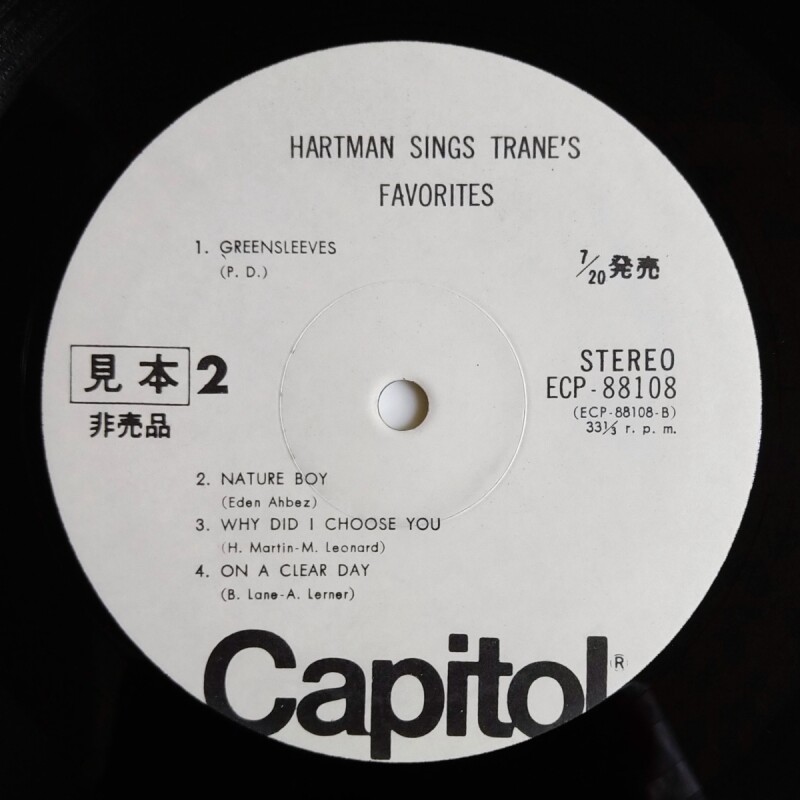 HARTMAN SINGS TRANE'S
FAVORITES
1. GREENSLEEVES
(P. D.)
7/20 発売
見本 2
非売品
STEREO
ECP-88108
(ECP-88108-B)
33⅓ r. p. m.
2. NATURE BOY
(Eden Ahbez)
3. WHY DID I CHOOSE YOU
(H. Martin-M. Leonard)
4. ON A CLEAR DAY
(B. Lane-A. Lerner)
Capitol®